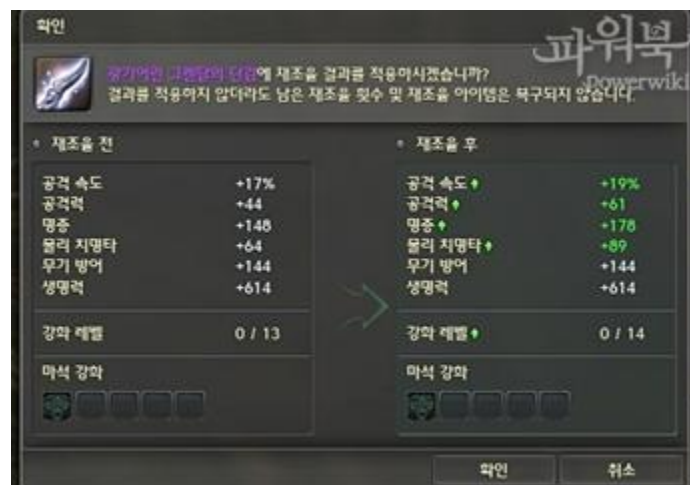 확인
파워북
Powerwiki
광기어린 그렌달의 단검에 재조율 결과를 적용하시겠습니까?
결과를 적용하지 않더라도 남은 재조율 횟수 및 재조율 아이템은 복구되지 않습니다.
재조율 전
공격 속도 +17%
공격력 +44
명중 +148
물리 치명타 +64
무기 방어 +144
생명력 +614
강화 레벨 0 / 13
마석 강화
재조율 후
공격 속도 +19%
공격력 +61
명중 +178
물리 치명타 +89
무기 방어 +144
생명력 +614
강화 레벨 0 / 14
마석 강화
확인 취소